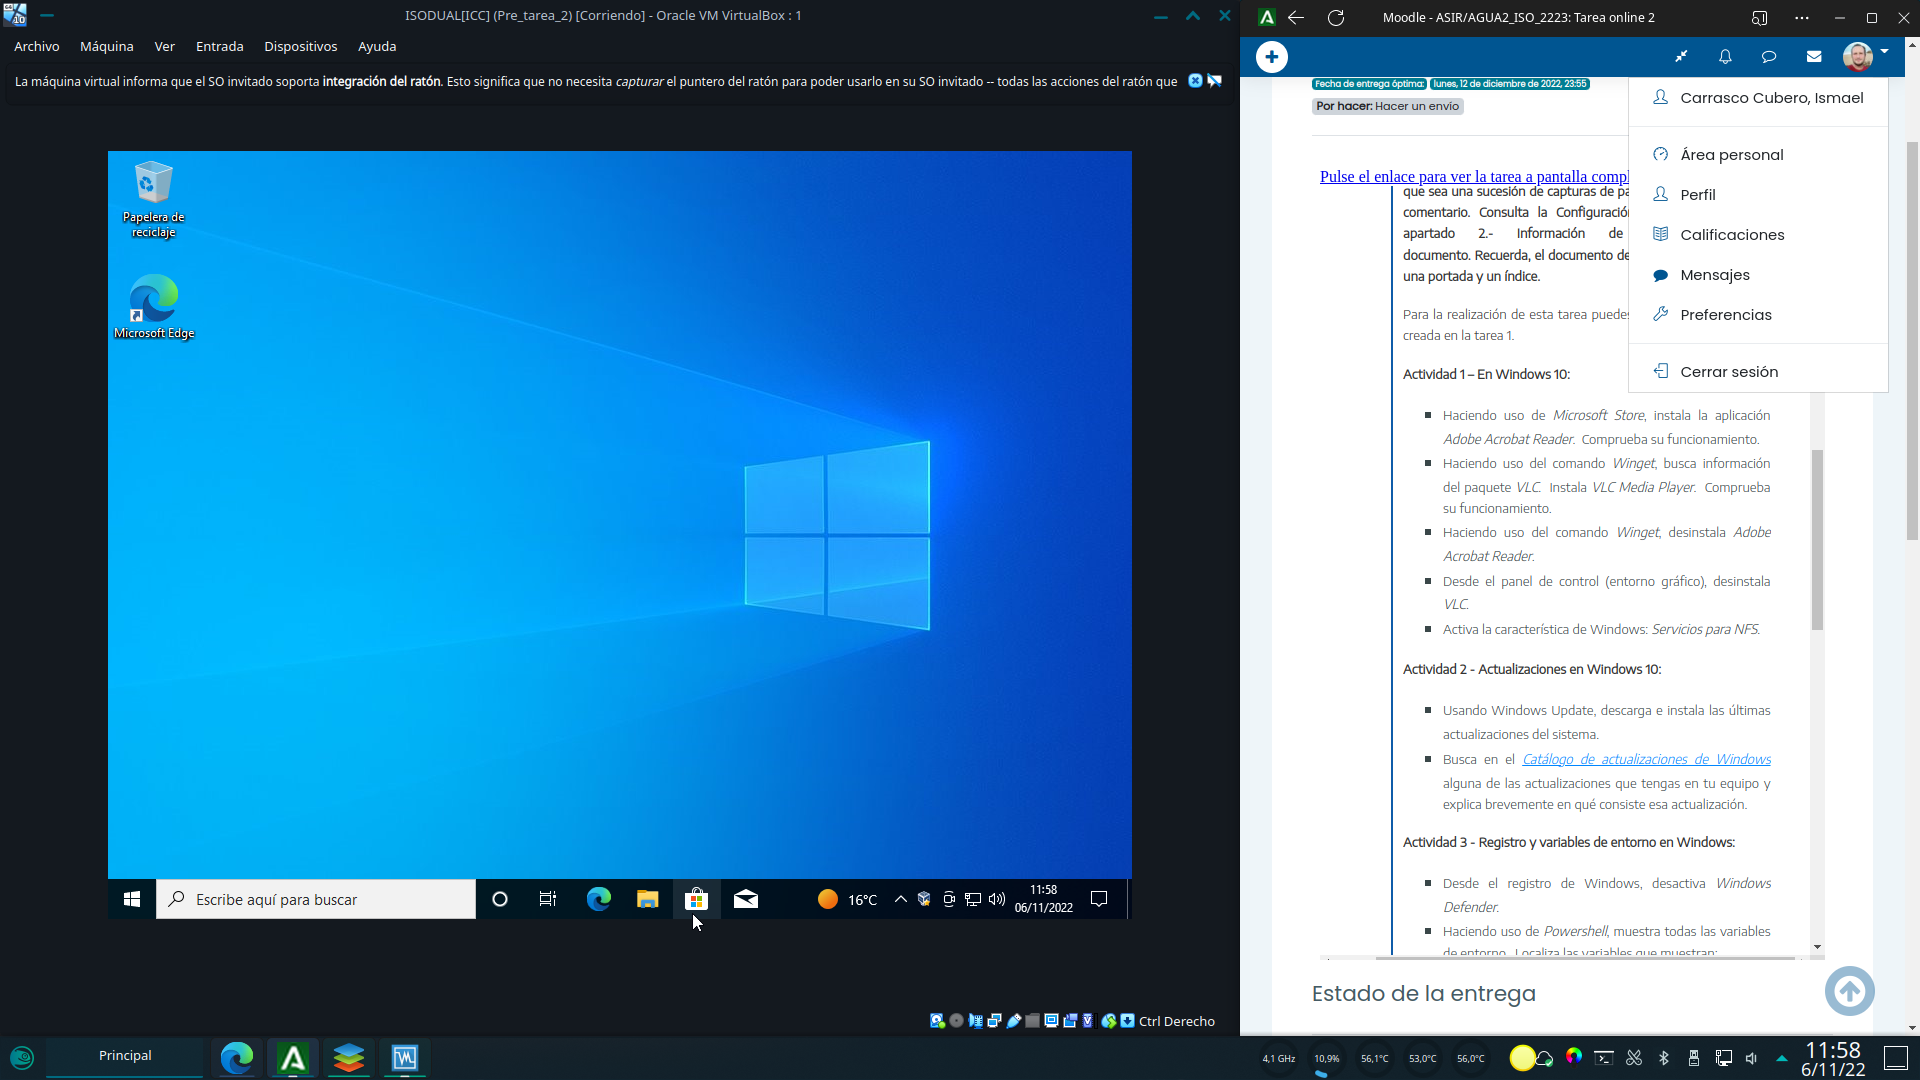 ISODUAL[ICC] (Pre_tarea_2) [Corriendo] - Oracle VM VirtualBox : 1
Archivo Máquina Ver Entrada Dispositivos Ayuda
La máquina virtual informa que el SO invitado soporta integración del ratón. Esto significa que no necesita capturar el puntero del ratón para poder usarlo en su SO invitado -- todas las acciones del ratón que
Papelera de
reciclaje
Microsoft Edge
Escribe aquí para buscar
16°C
11:58
06/11/2022
Ctrl Derecho
Moodle - ASIR/AGUA2_ISO_2223: Tarea online 2
Fecha de entrega óptima: lunes, 12 de diciembre de 2022, 23:55
Por hacer: Hacer un envío
Carrasco Cubero, Ismael
Área personal
Perfil
Calificaciones
Mensajes
Preferencias
Cerrar sesión
Pulse el enlace para ver la tarea a pantalla compl
que sea una sucesión de capturas de pa
comentario. Consulta la Configuració
apartado 2.- Información de
documento. Recuerda, el documento de
una portada y un índice.
Para la realización de esta tarea puedes
creada en la tarea 1.
Actividad 1 – En Windows 10:
Haciendo uso de Microsoft Store, instala la aplicación
Adobe Acrobat Reader. Comprueba su funcionamiento.
Haciendo uso del comando Winget, busca información
del paquete VLC. Instala VLC Media Player. Comprueba
su funcionamiento.
Haciendo uso del comando Winget, desinstala Adobe
Acrobat Reader.
Desde el panel de control (entorno gráfico), desinstala
VLC.
Activa la característica de Windows: Servicios para NFS.
Actividad 2 - Actualizaciones en Windows 10:
Usando Windows Update, descarga e instala las últimas
actualizaciones del sistema.
Busca en el Catálogo de actualizaciones de Windows
alguna de las actualizaciones que tengas en tu equipo y
explica brevemente en qué consiste esa actualización.
Actividad 3 - Registro y variables de entorno en Windows:
Desde el registro de Windows, desactiva Windows
Defender.
Haciendo uso de Powershell, muestra todas las variables
de entorno. Localiza las variables que muestran:
Estado de la entrega
Principal
4,1 GHz 10,9% 56,1°C 53,0°C 56,0°C
11:58
6/11/22